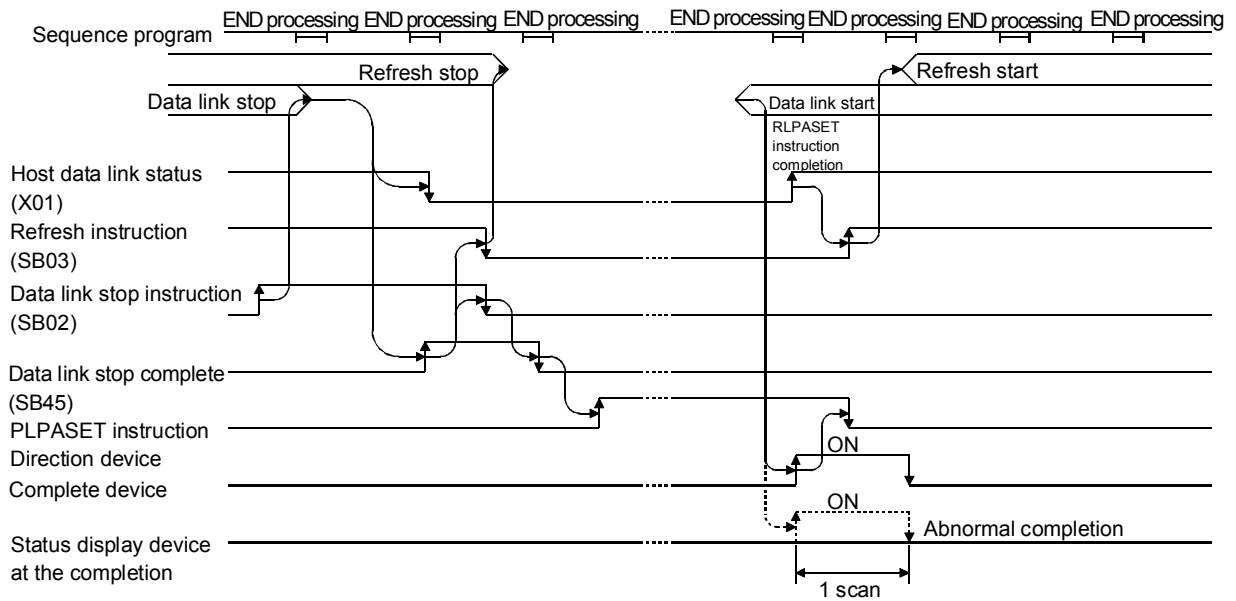 END processing END processing END processing END processing END processing END processing END processing
Sequence program
Refresh stop
Refresh start
Data link stop
Data link start
RLPASET
instruction
completion
Host data link status
(X01)
Refresh instruction
(SB03)
Data link stop instruction
(SB02)
Data link stop complete
(SB45)
PLPASET instruction
Direction device
ON
Complete device
ON
Abnormal completion
Status display device
at the completion
1 scan